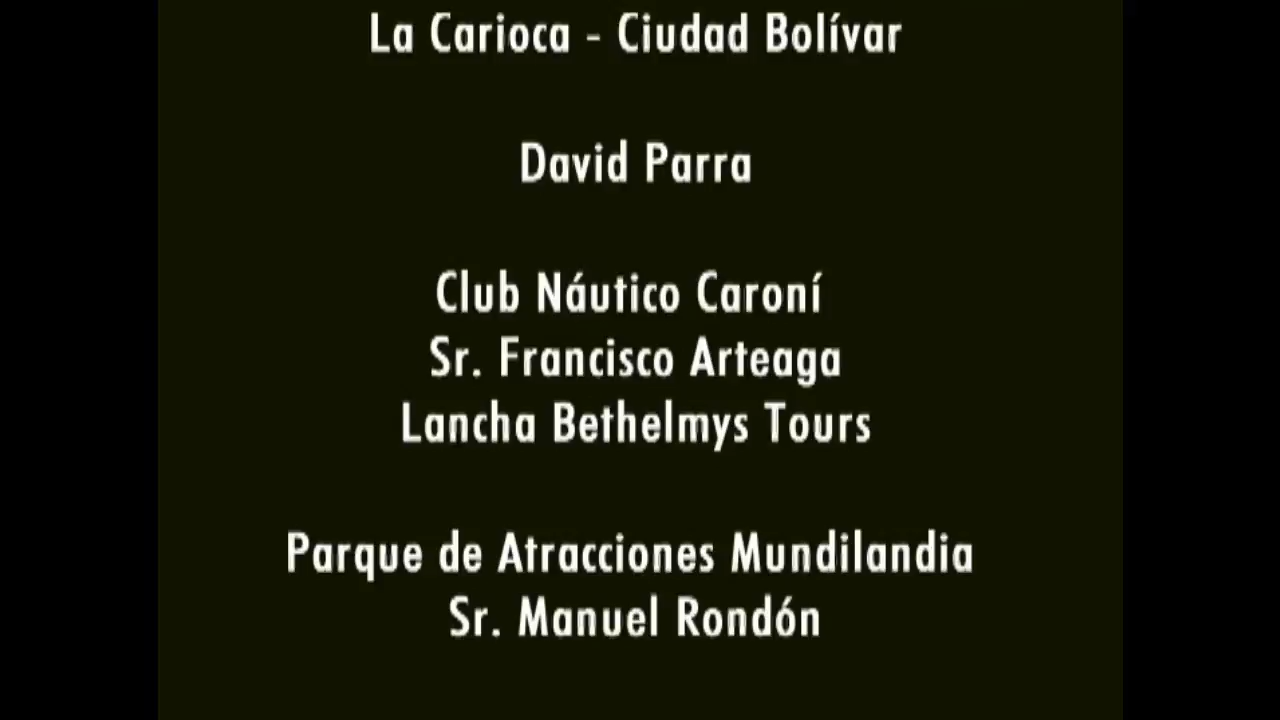 La Carioca - Ciudad Bolívar
David Parra
Club Náutico Caroní
Sr. Francisco Arteaga
Lancha Bethelmys Tours
Parque de Atracciones Mundilandia
Sr. Manuel Rondón